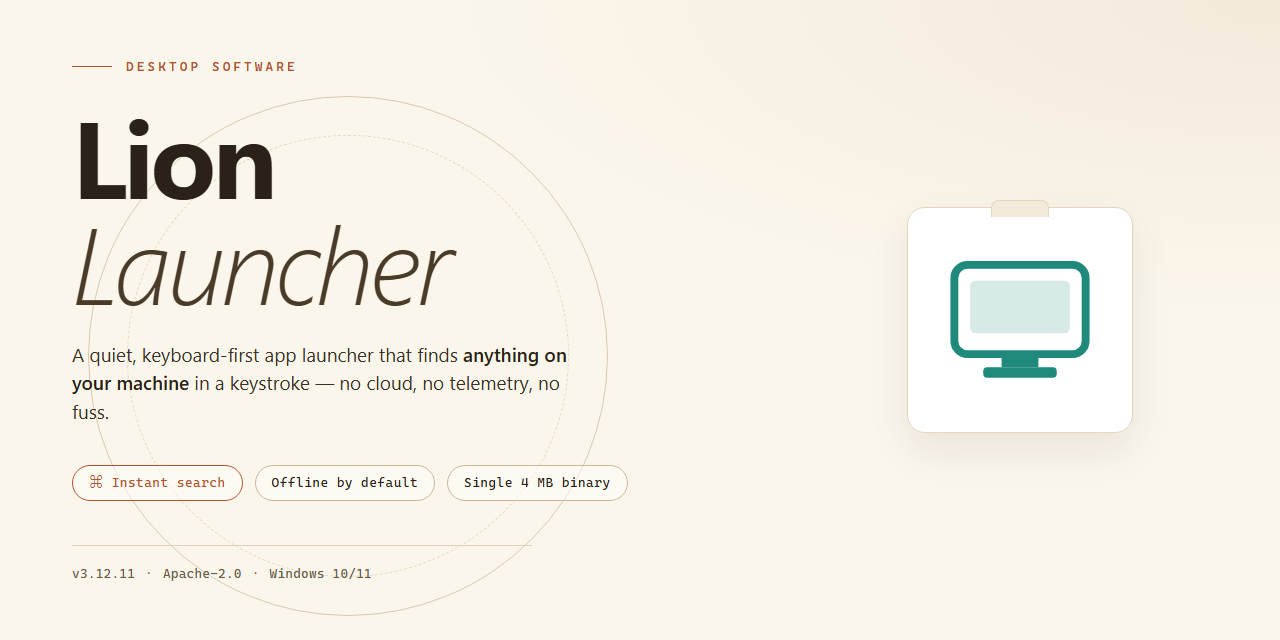 DESKTOP SOFTWARE
Lion
Launcher
A quiet, keyboard-first app launcher that finds anything on
your machine in a keystroke — no cloud, no telemetry, no
fuss.
⌘ Instant search
Offline by default
Single 4 MB binary
v3.12.11 · Apache-2.0 · Windows 10/11